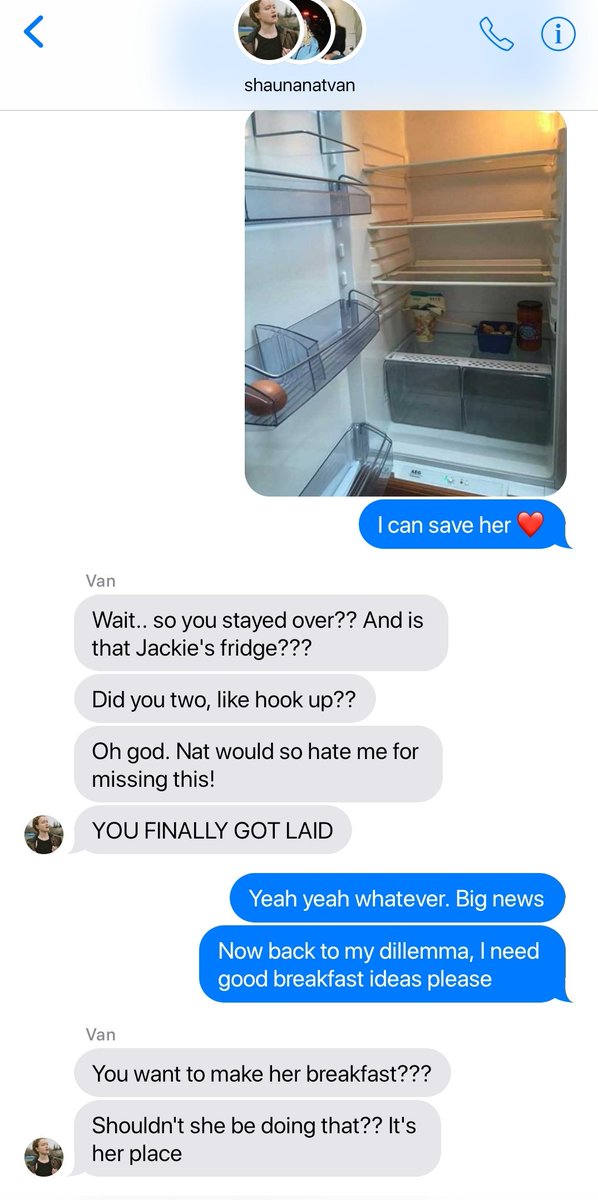 shaunanatvan
AEG
I can save her ❤️
Van
Wait.. so you stayed over?? And is
that Jackie's fridge???
Did you two, like hook up??
Oh god. Nat would so hate me for
missing this!
YOU FINALLY GOT LAID
Yeah yeah whatever. Big news
Now back to my dillemma, I need
good breakfast ideas please
Van
You want to make her breakfast???
Shouldn't she be doing that?? It's
her place